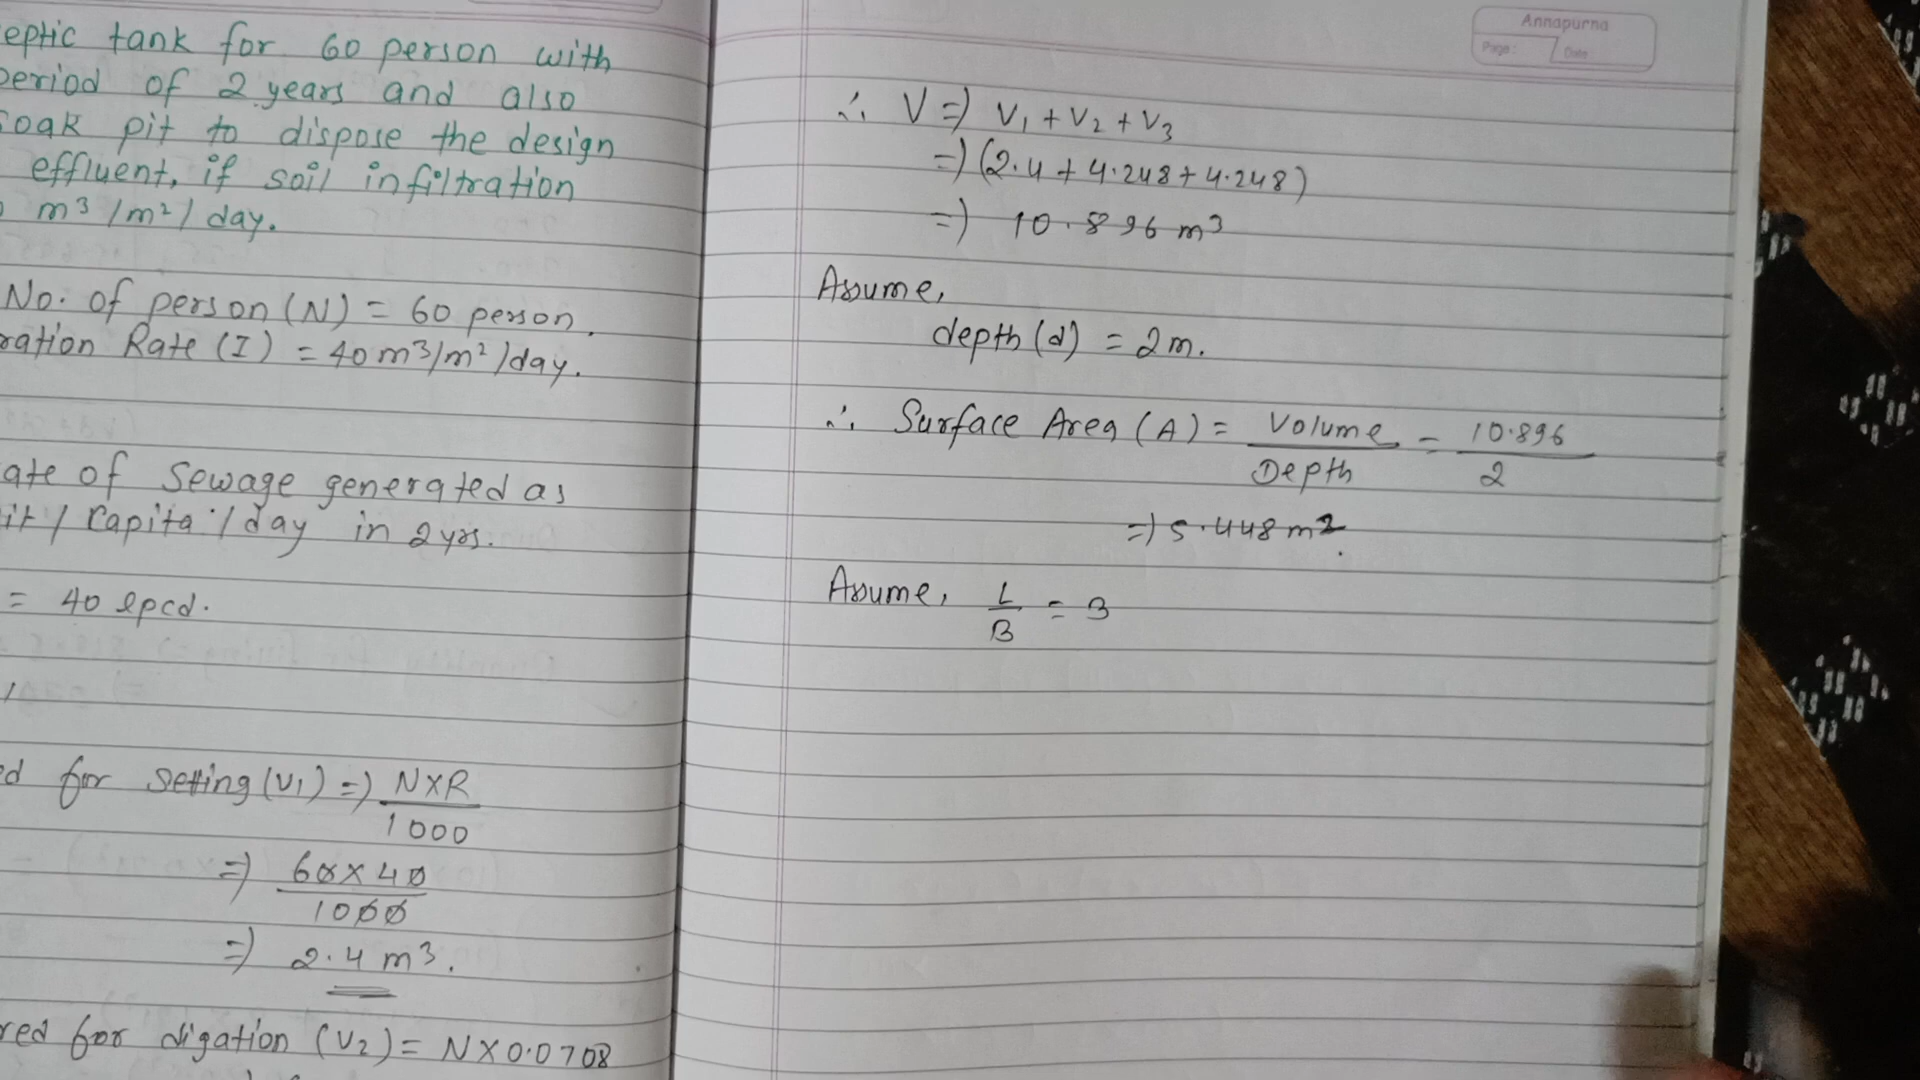 eptic tank for 60 person with
period of 2 years and also
soak pit to dispose the design
effluent, if soil infiltration
m³/m²/day.
No. of person (N) = 60 person.
ration Rate (I) = 40 m³/m²/day.
ate of sewage generated as
it / Capita / day in 2 yrs.
= 40 lpcd.
ed for setting (V1) => NXR
1000
=> 60 x 40
1000
=> 2.4 m³.
red for digation (V2) = N X 0.0708
Annapurna
Page: Date:
∴ V => V1 + V2 + V3
=> (2.4 + 4.248 + 4.248)
=> 10.896 m³
Assume,
depth (d) = 2m.
∴ Surface Area (A) = Volume = 10.896
Depth 2
=> 5.448 m².
Assume, L = 3
B